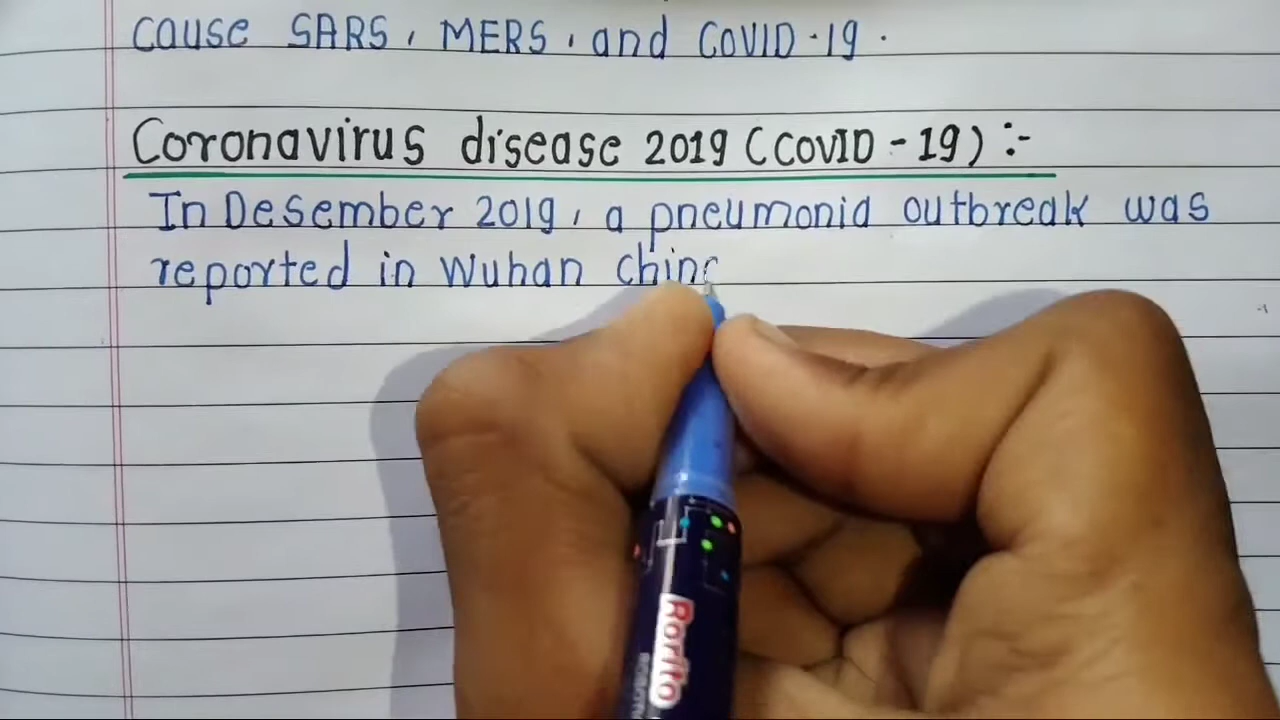 cause SARS, MERS, and COVID-19.
Coronavirus disease 2019 (COVID-19) :-
In Desember 2019, a pneumonia outbreak was
reported in Wuhan chin
Rorito